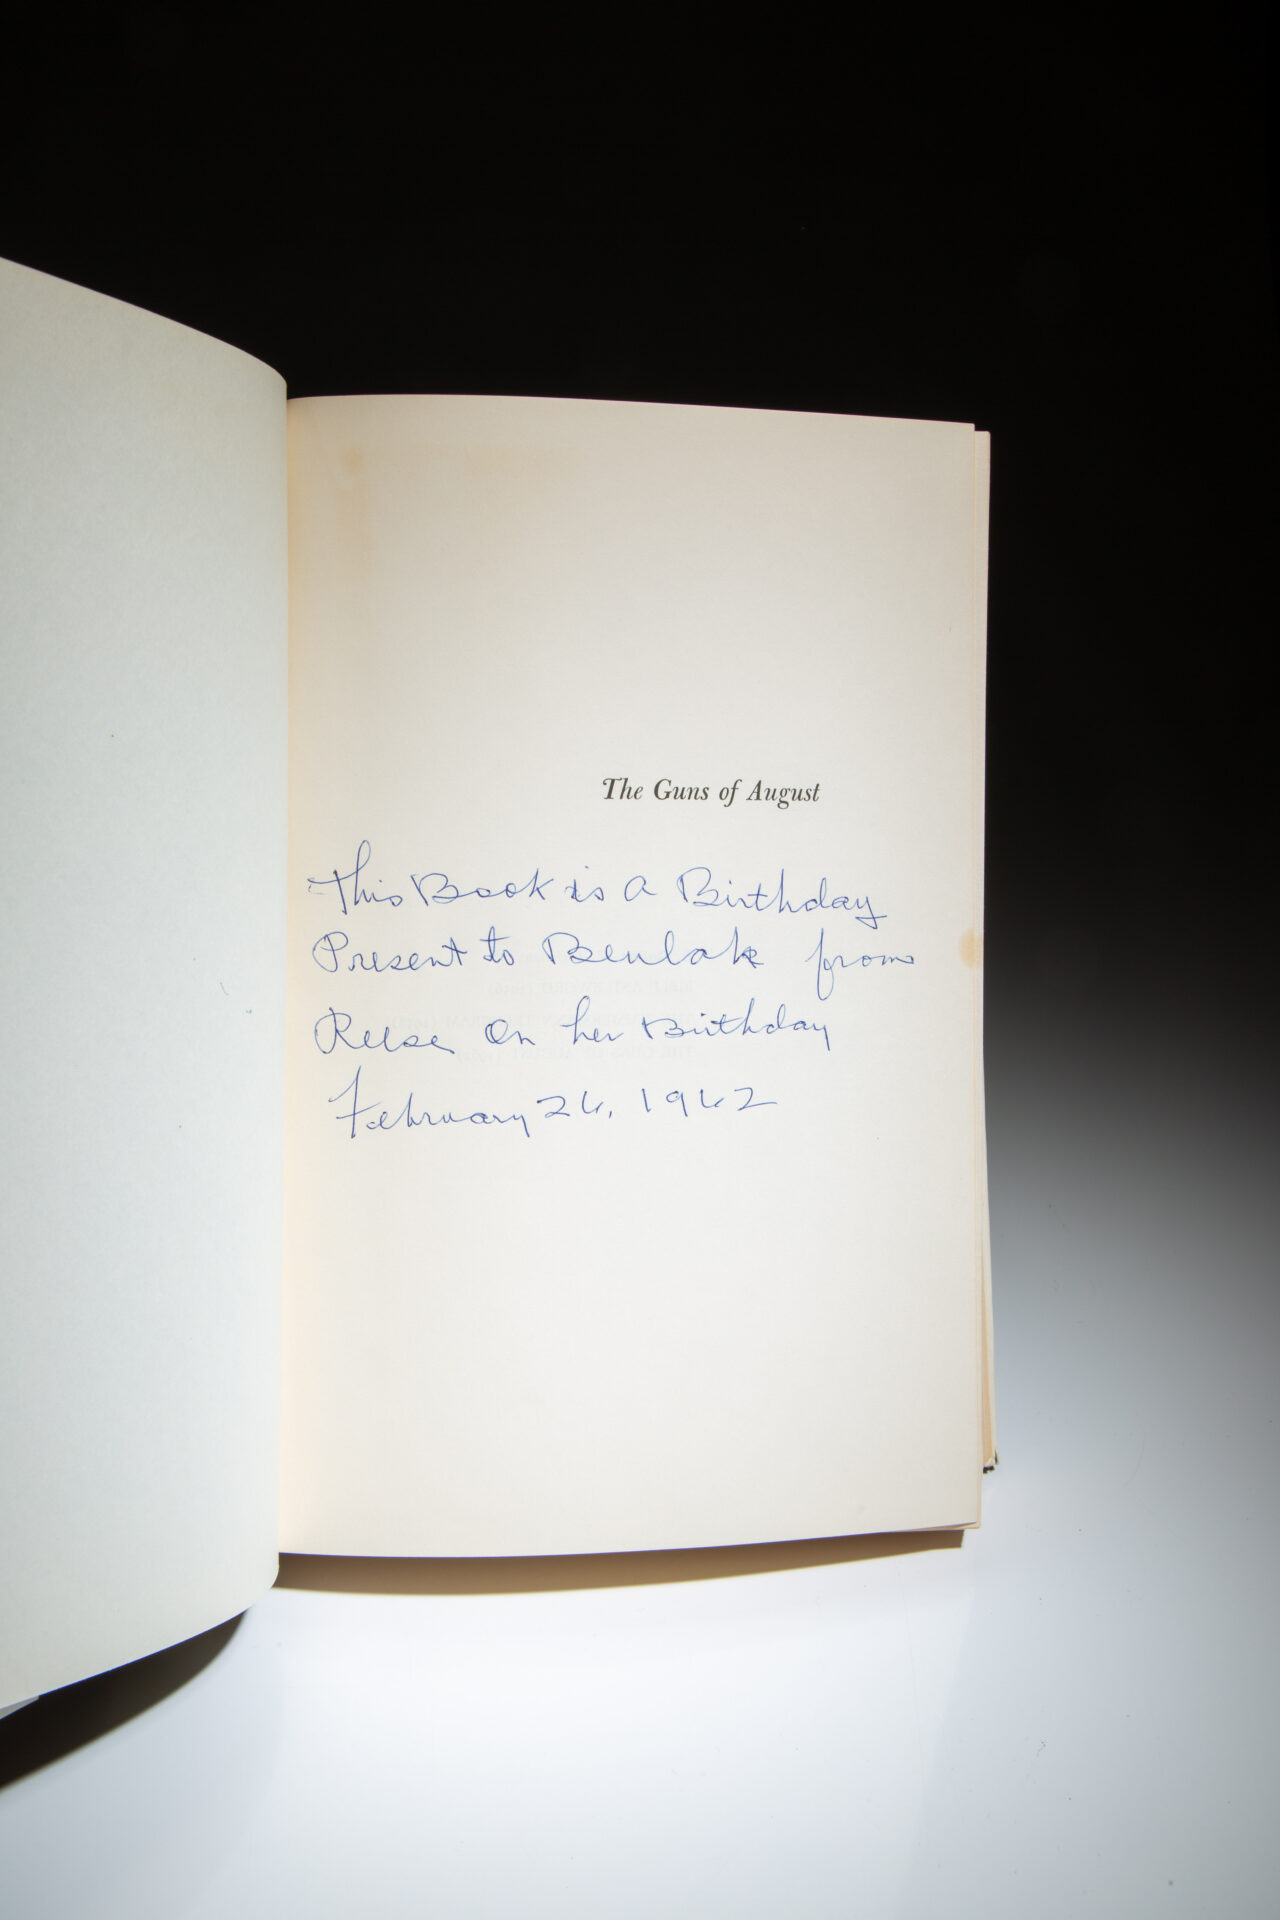 The Guns of August
This Book is A Birthday
Present to Beulah from
Reese On her Birthday
February 26, 1962